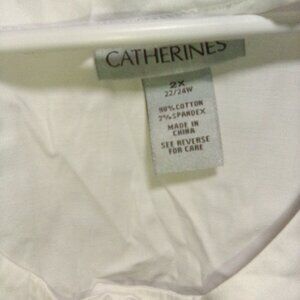 CATHERINES
2X
22/24W
98% COTTON
2% SPANDEX
MADE IN
CHINA
SEE REVERSE
FOR CARE